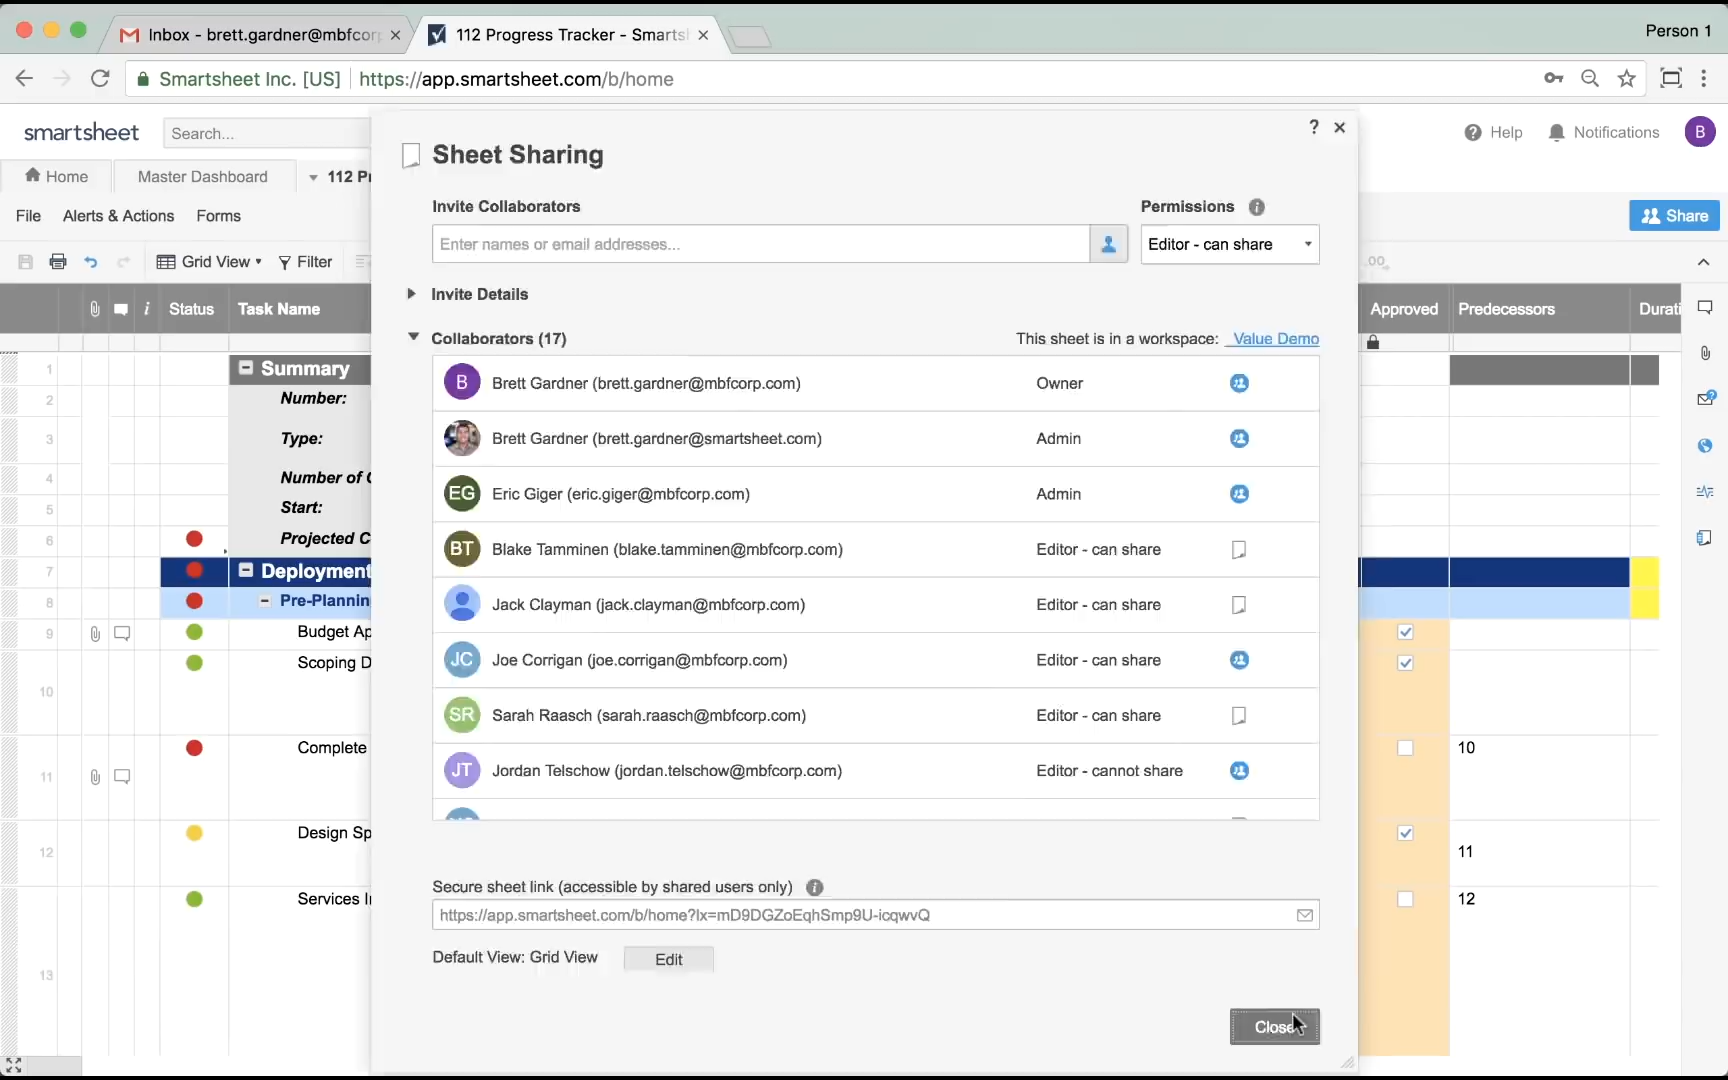 Inbox - brett.gardner@mbfcorp
112 Progress Tracker - Smarts
Person 1
Smartsheet Inc. [US]
https://app.smartsheet.com/b/home
smartsheet
Search...
Help
Notifications
B
Home
Master Dashboard
112 P
File
Alerts & Actions
Forms
Share
Grid View
Filter
.00
Status
Task Name
Approved
Predecessors
Durati
1
Summary
2
Number:
3
Type:
4
Number of
5
Start:
6
Projected C
7
Deployment
8
Pre-Plannin
9
Budget Ap
10
Scoping D
11
Complete
10
12
Design Sp
11
13
Services I
12
Sheet Sharing
?
Invite Collaborators
Permissions
Enter names or email addresses...
Editor - can share
Invite Details
Collaborators (17)
This sheet is in a workspace: Value Demo
B Brett Gardner (brett.gardner@mbfcorp.com) Owner
Brett Gardner (brett.gardner@smartsheet.com) Admin
EG Eric Giger (eric.giger@mbfcorp.com) Admin
BT Blake Tamminen (blake.tamminen@mbfcorp.com) Editor - can share
Jack Clayman (jack.clayman@mbfcorp.com) Editor - can share
JC Joe Corrigan (joe.corrigan@mbfcorp.com) Editor - can share
SR Sarah Raasch (sarah.raasch@mbfcorp.com) Editor - can share
JT Jordan Telschow (jordan.telschow@mbfcorp.com) Editor - cannot share
Secure sheet link (accessible by shared users only)
https://app.smartsheet.com/b/home?lx=mD9DGZoEqhSmp9U-icqwvQ
Default View: Grid View
Edit
Close